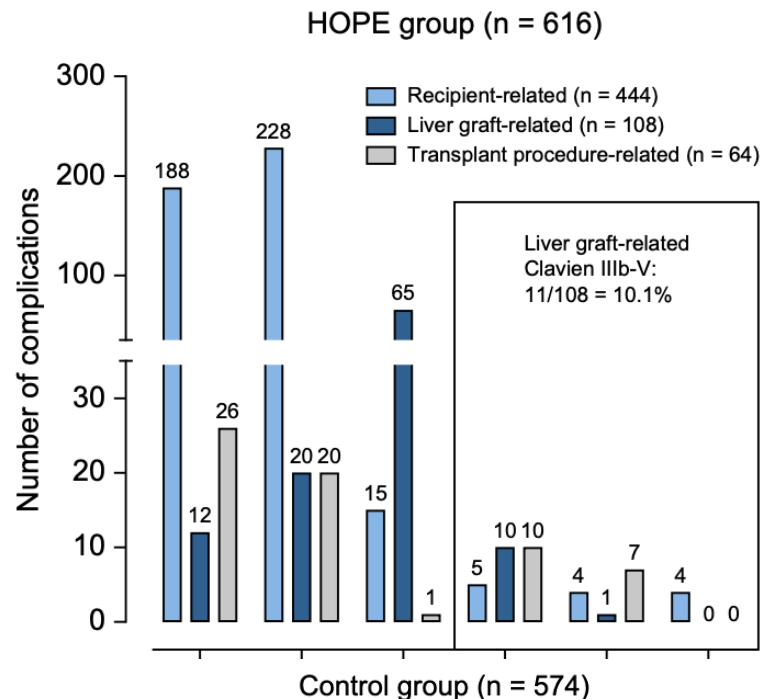 HOPE group (n = 616)
300
200
100
30
20
10
0
Number of complications
Recipient-related (n = 444)
Liver graft-related (n = 108)
Transplant procedure-related (n = 64)
188
12
26
228
20 20
15
65
1
Liver graft-related
Clavien IIIb-V:
11/108 = 10.1%
5
10 10
4
1
7
4
0 0
Control group (n = 574)